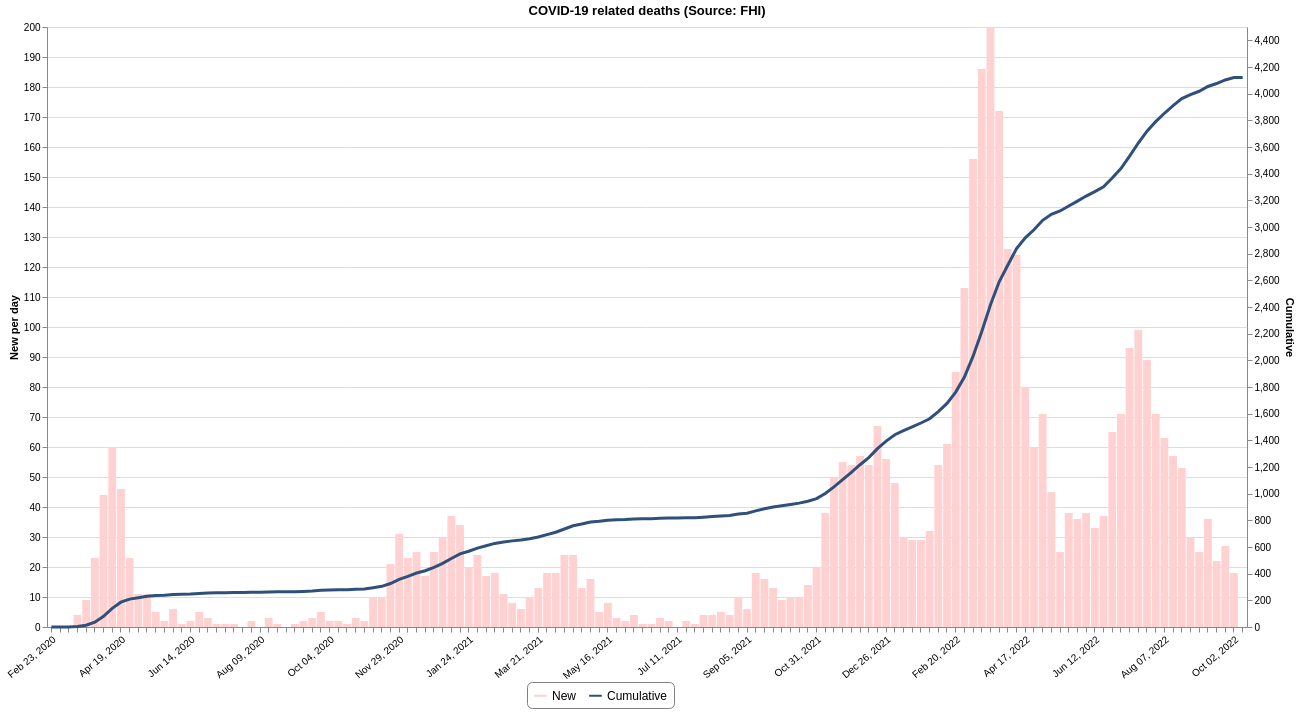 COVID-19 related deaths (Source: FHI)
200
190
180
170
160
150
140
130
120
110
100
90
80
70
60
50
40
30
20
10
0
New per day
4,400
4,200
4,000
3,800
3,600
3,400
3,200
3,000
2,800
2,600
2,400
2,200
2,000
1,800
1,600
1,400
1,200
1,000
800
600
400
200
0
Cumulative
Feb 23, 2020
Apr 19, 2020
Jun 14, 2020
Aug 09, 2020
Oct 04, 2020
Nov 29, 2020
Jan 24, 2021
Mar 21, 2021
May 16, 2021
Jul 11, 2021
Sep 05, 2021
Oct 31, 2021
Dec 26, 2021
Feb 20, 2022
Apr 17, 2022
Jun 12, 2022
Aug 07, 2022
Oct 02, 2022
New Cumulative